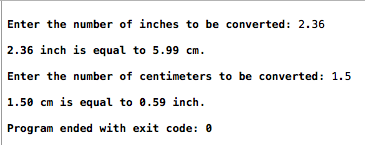 Enter the number of inches to be converted: 2.36
2.36 inch is equal to 5.99 cm.
Enter the number of centimeters to be converted: 1.5
1.50 cm is equal to 0.59 inch.
Program ended with exit code: 0